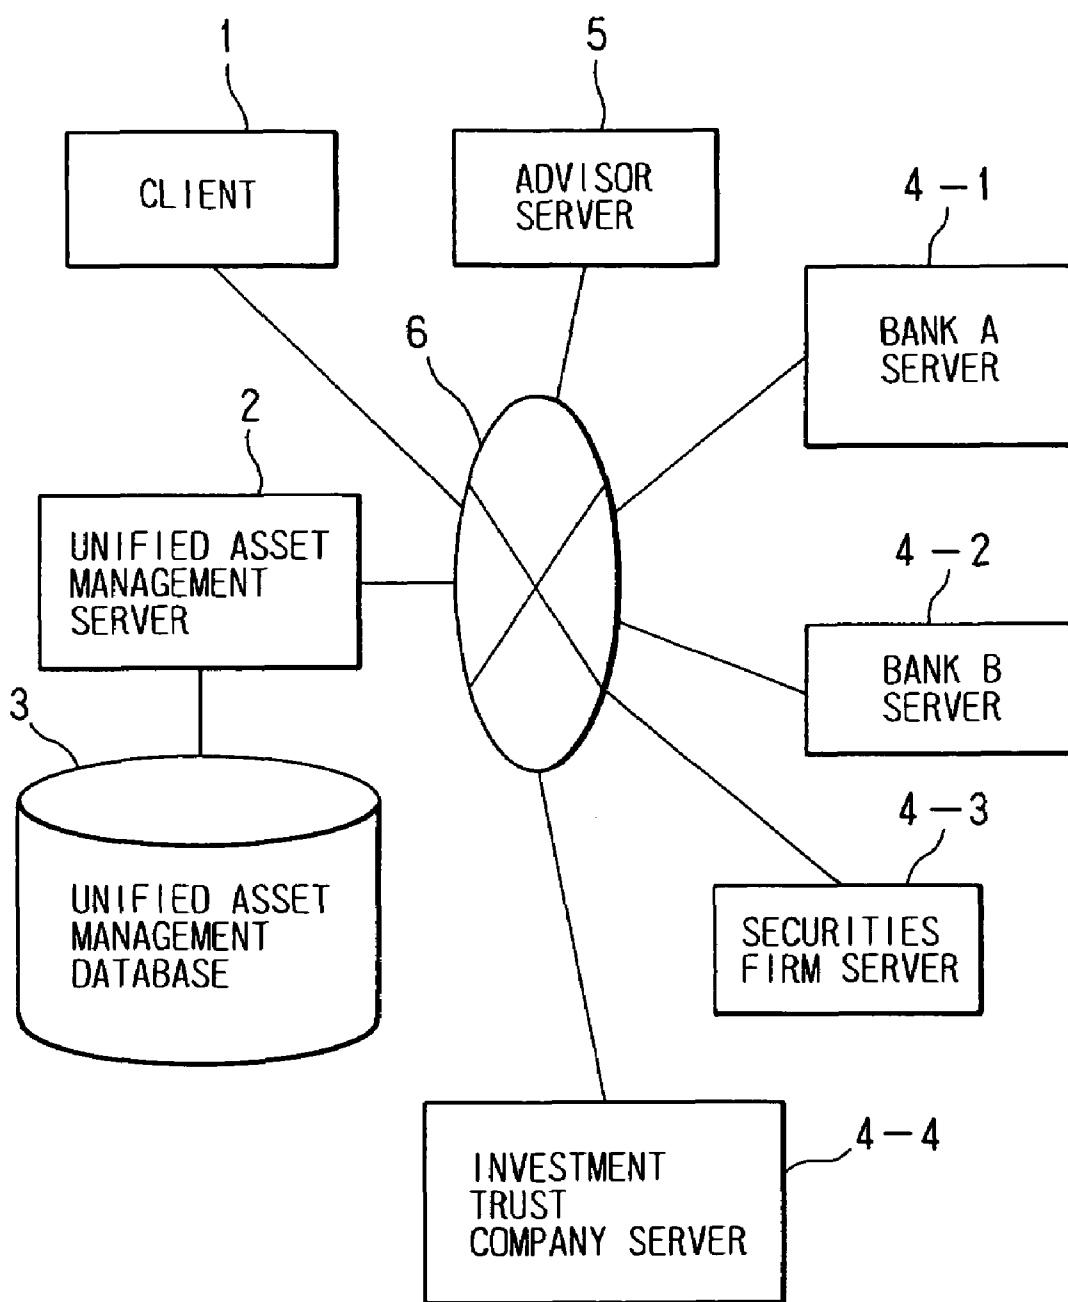 1
5
CLIENT
ADVISOR
SERVER
4-1
BANK A
SERVER
6
2
UNIFIED ASSET
MANAGEMENT
SERVER
4-2
BANK B
SERVER
3
4-3
UNIFIED ASSET
MANAGEMENT
DATABASE
SECURITIES
FIRM SERVER
4-4
INVESTMENT
TRUST
COMPANY SERVER